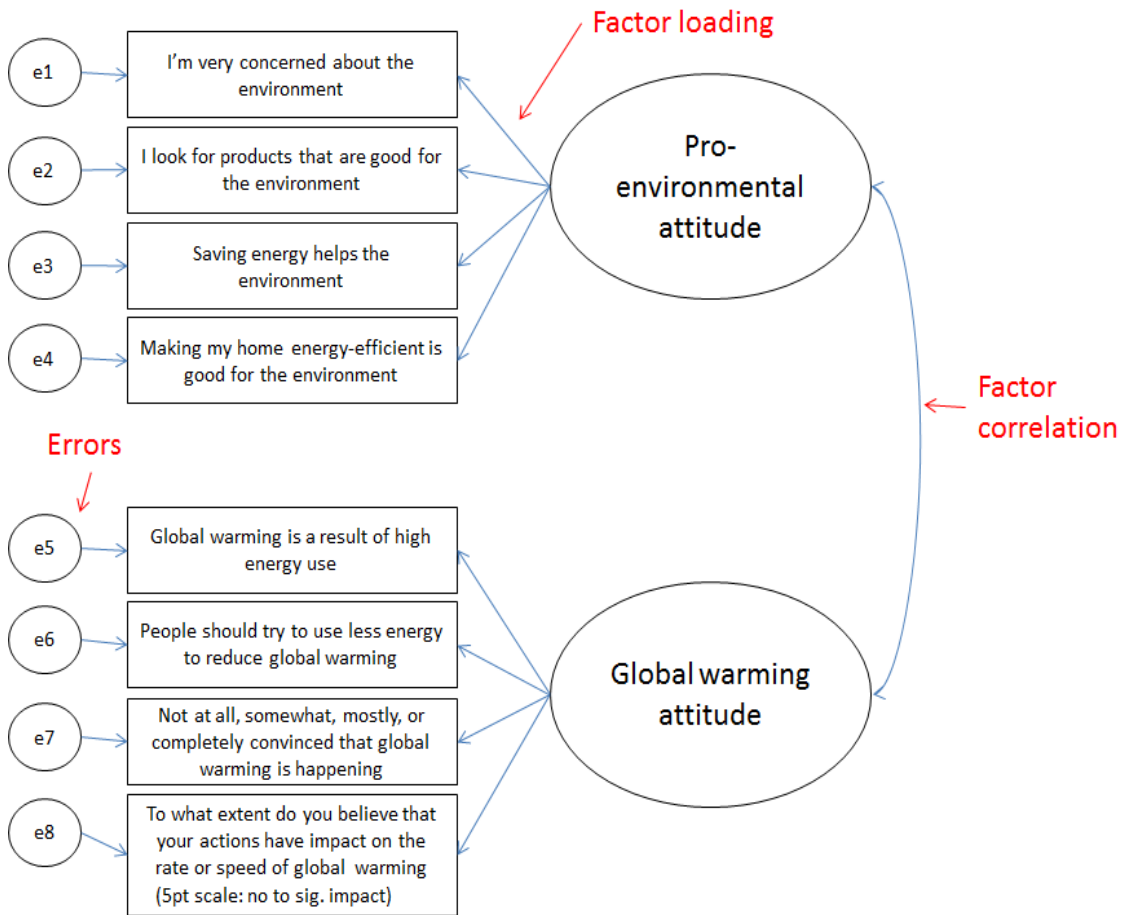 Factor loading
e1
I'm very concerned about the
environment
e2
I look for products that are good for
the environment
e3
Saving energy helps the
environment
e4
Making my home energy-efficient is
good for the environment
Pro-
environmental
attitude
Factor
correlation
Errors
e5
Global warming is a result of high
energy use
e6
People should try to use less energy
to reduce global warming
e7
Not at all, somewhat, mostly, or
completely convinced that global
warming is happening
e8
To what extent do you believe that
your actions have impact on the
rate or speed of global warming
(5pt scale: no to sig. impact)
Global warming
attitude